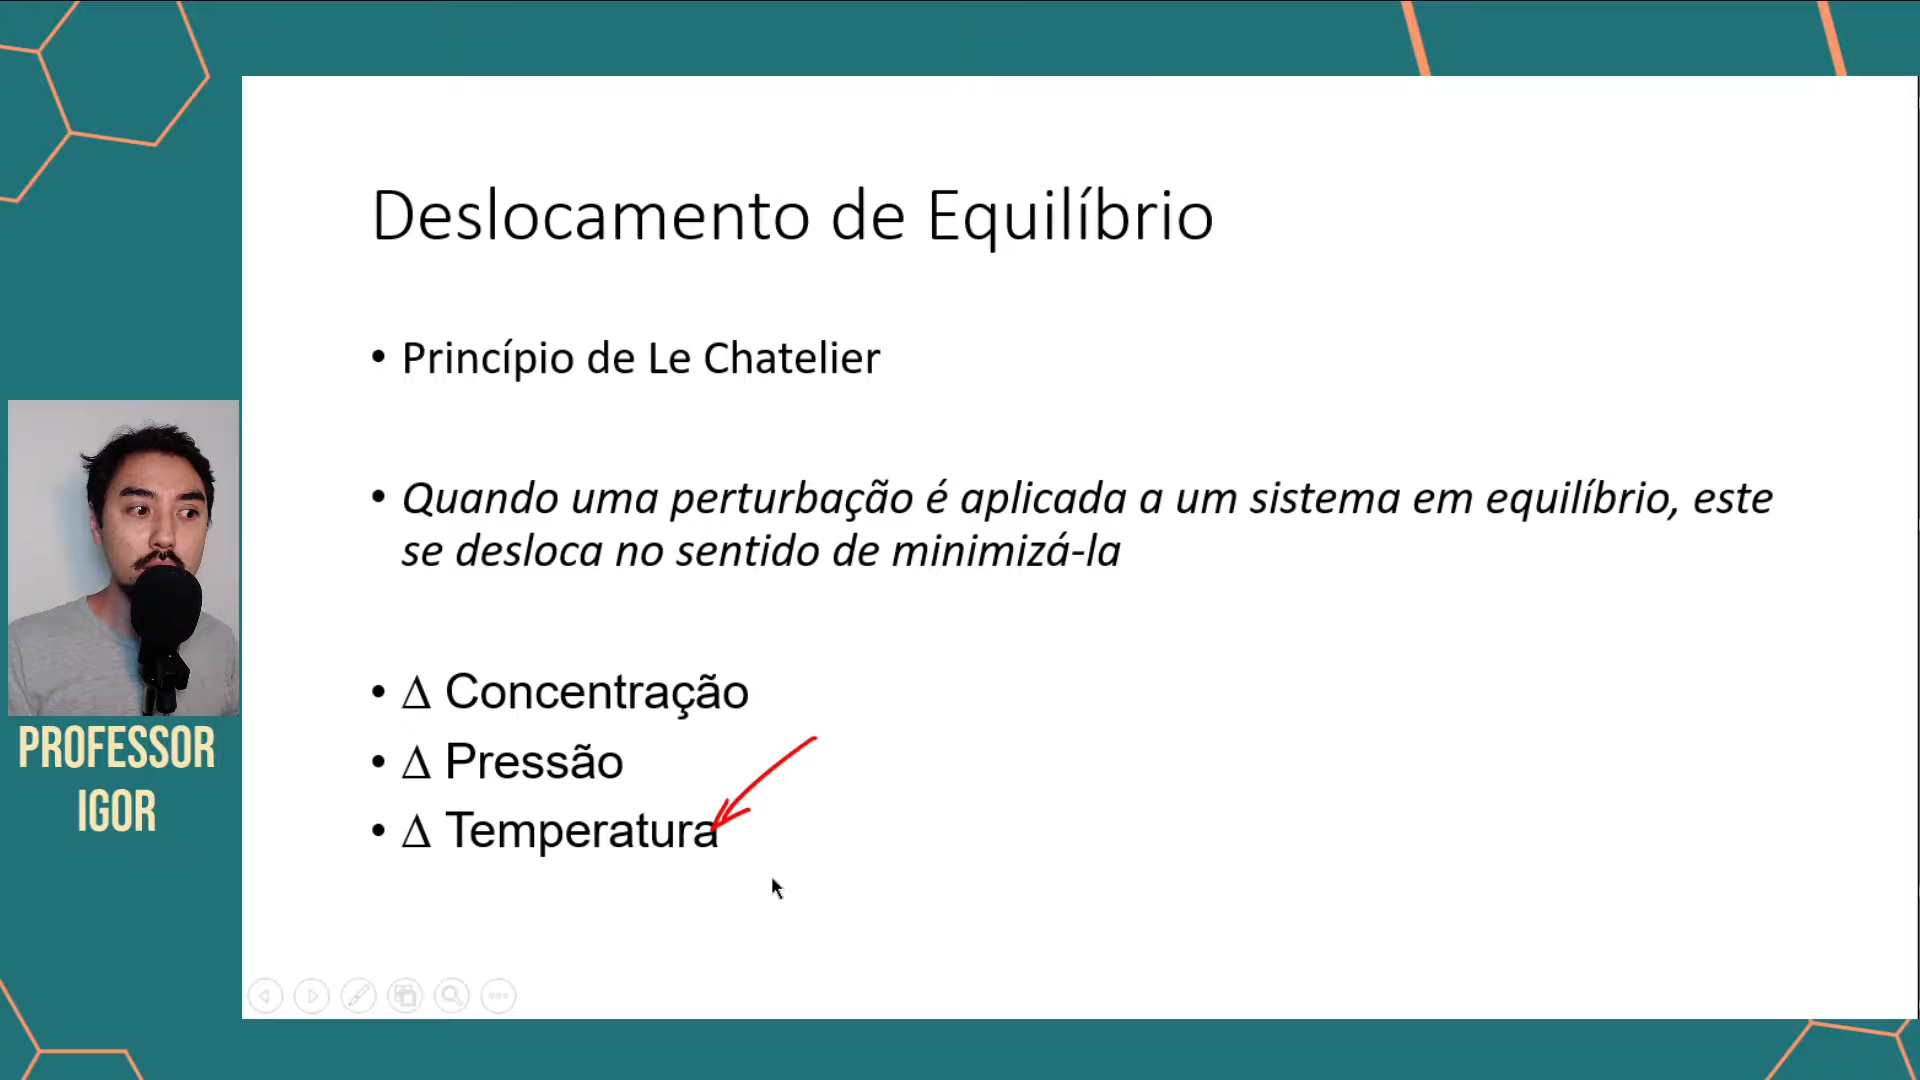 Deslocamento de Equilíbrio
• Princípio de Le Chatelier
• Quando uma perturbação é aplicada a um sistema em equilíbrio, este
se desloca no sentido de minimizá-la
• Δ Concentração
• Δ Pressão
• Δ Temperatura
PROFESSOR
IGOR